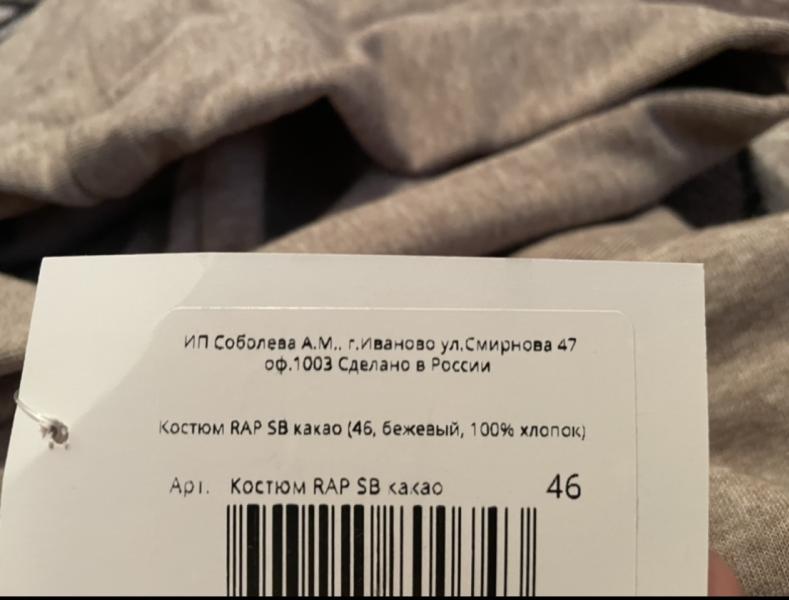 ИП Соболева А.М.. г.Иваново ул.Смирнова 47
оф.1003 Сделано в России
Костюм RAP SB какао (46, бежевый, 100% хлопок)
Арт. Костюм RAP SB какао 46